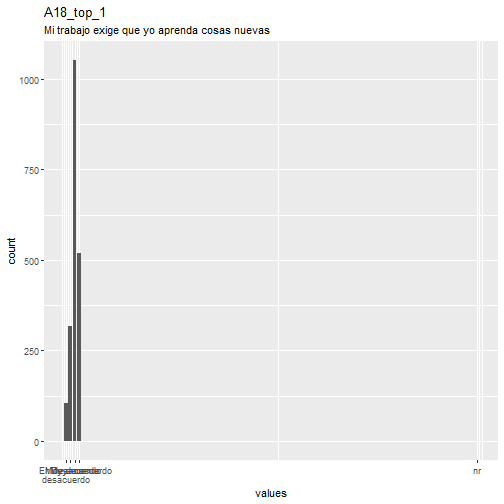 A18_top_1
Mi trabajo exige que yo aprenda cosas nuevas
1000
750
500
250
0
count
nr
desacuerdo
values